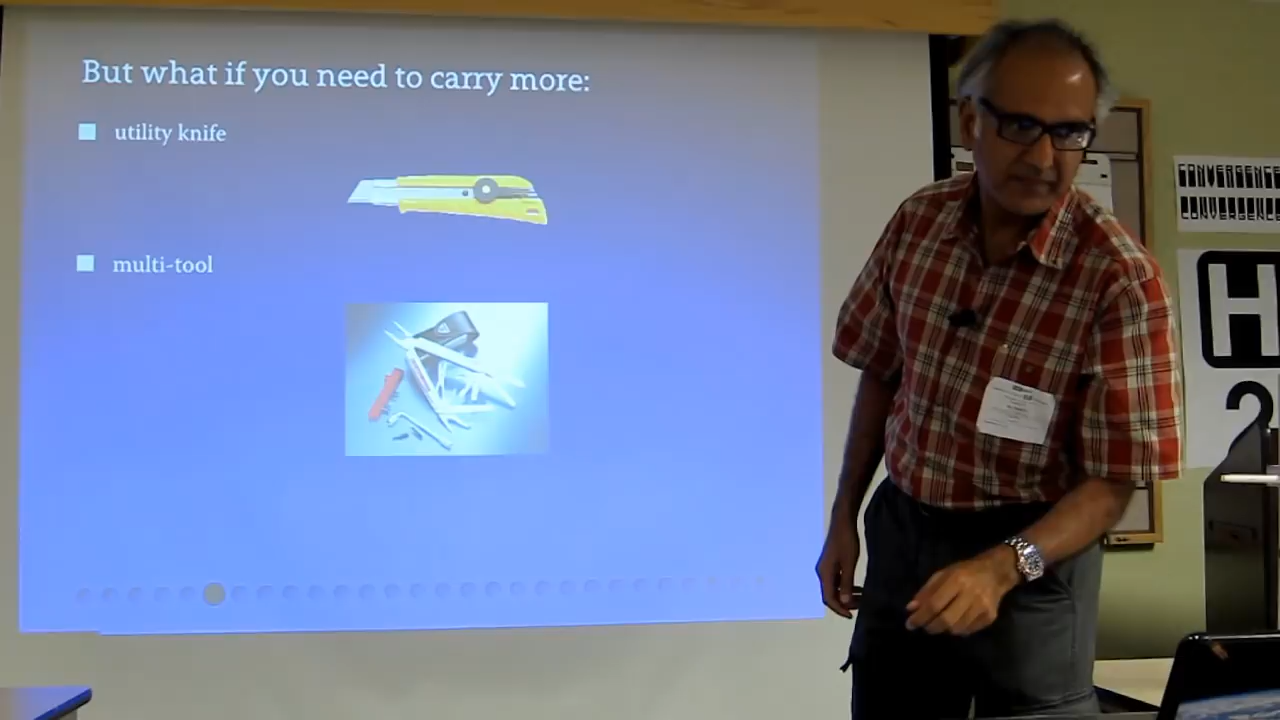 But what if you need to carry more:
utility knife
multi-tool
CONVERGENCE
CONVERGENCE
H
2